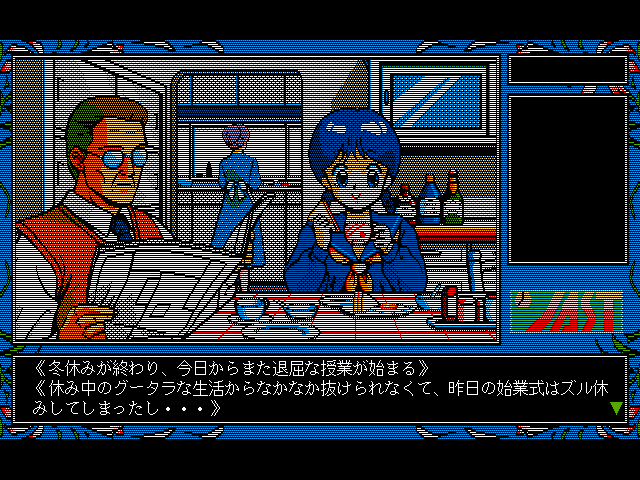 JAST
《冬休みが終わり、今日からまた退屈な授業が始まる》
《休み中のグータラな生活からなかなか抜けられなくて、昨日の始業式はズル休
みしてしまったし・・・》